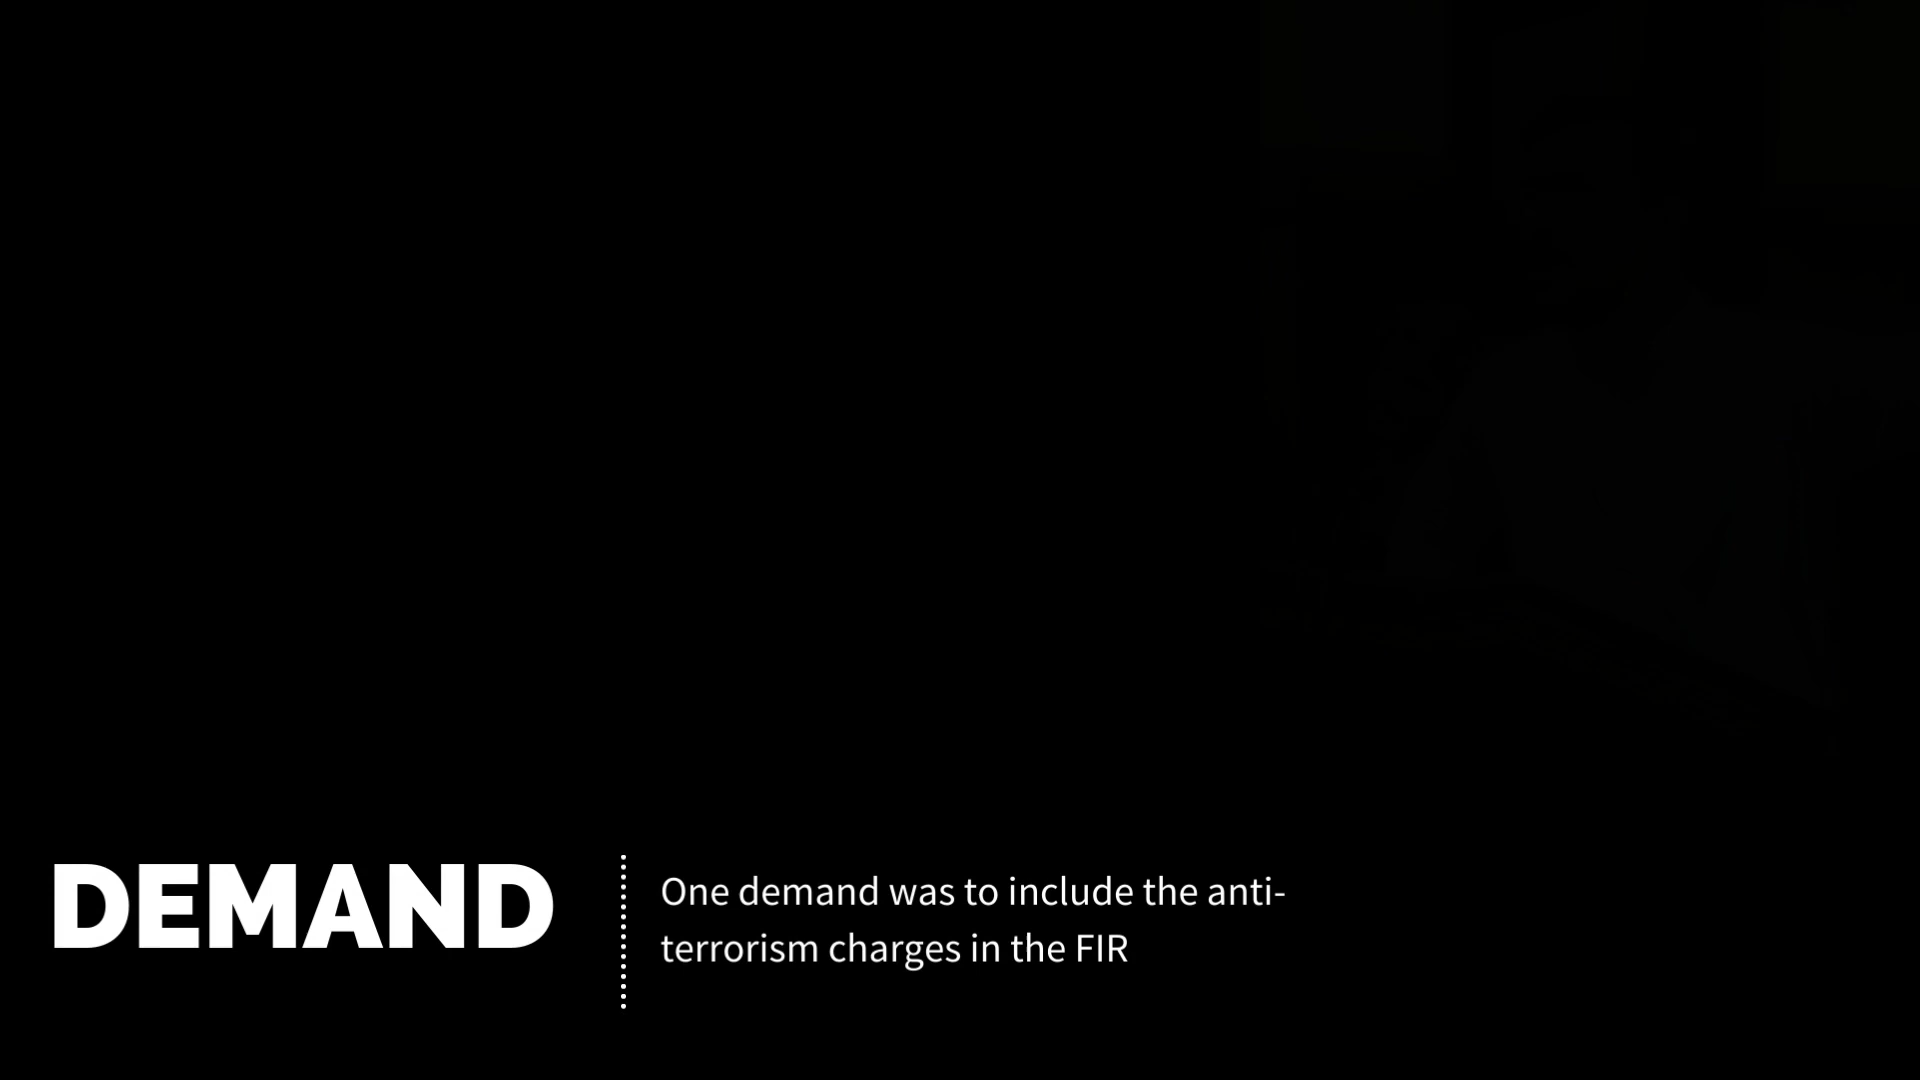 DEMAND
One demand was to include the anti-
terrorism charges in the FIR